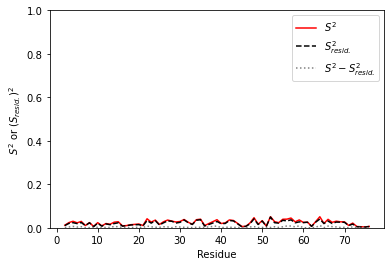 1.0
0.8
0.6
0.4
0.2
0.0
0 10 20 30 40 50 60 70
Residue
S² or (S_resid.)²
S²
S²_resid.
S² − S²_resid.